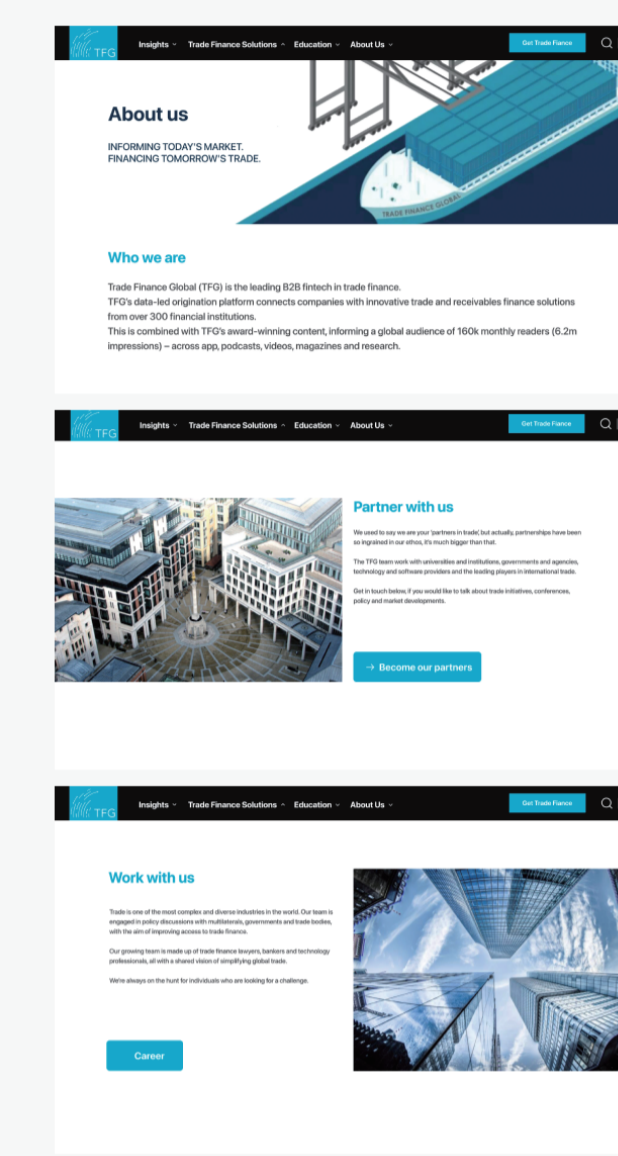 TFG
Insights Trade Finance Solutions Education About Us
Get Trade Fiance
About us
INFORMING TODAY'S MARKET.
FINANCING TOMORROW'S TRADE.
TRADE FINANCE GLOBAL
Who we are
Trade Finance Global (TFG) is the leading B2B fintech in trade finance.
TFG's data-led origination platform connects companies with innovative trade and receivables finance solutions
from over 300 financial institutions.
This is combined with TFG's award-winning content, informing a global audience of 160k monthly readers (6.2m
impressions) – across app, podcasts, videos, magazines and research.
TFG
Insights Trade Finance Solutions Education About Us
Get Trade Fiance
Partner with us
We used to say we are your 'partners in trade', but actually, partnerships have been
so ingrained in our ethos, it's much bigger than that.
The TFG team work with universities and institutions, governments and agencies,
technology and software providers and the leading players in international trade.
Get in touch below, if you would like to talk about trade initiatives, conferences,
policy and market developments.
→ Become our partners
TFG
Insights Trade Finance Solutions Education About Us
Get Trade Fiance
Work with us
Trade is one of the most complex and diverse industries in the world. Our team is
engaged in policy discussions with multilaterals, governments and trade bodies,
with the aim of improving access to trade finance.
Our growing team is made up of trade finance lawyers, bankers and technology
professionals, all with a shared vision of simplifying global trade.
We're always on the hunt for individuals who are looking for a challenge.
Career